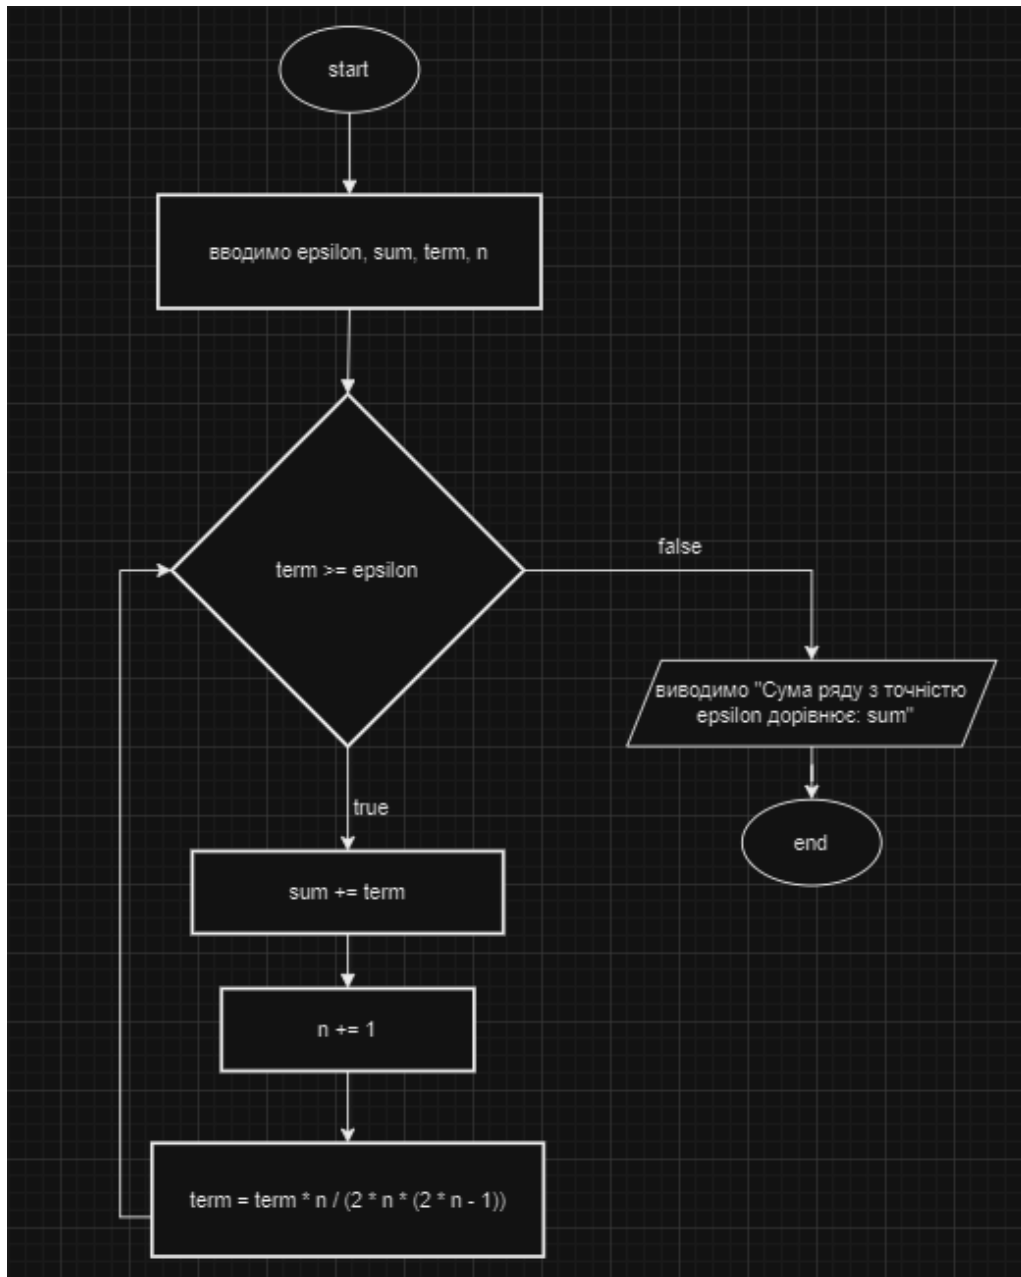 start
вводимо epsilon, sum, term, n
term >= epsilon
false
виводимо "Сума ряду з точністю
epsilon дорівнює: sum"
true
end
sum += term
n += 1
term = term * n / (2 * n * (2 * n - 1))